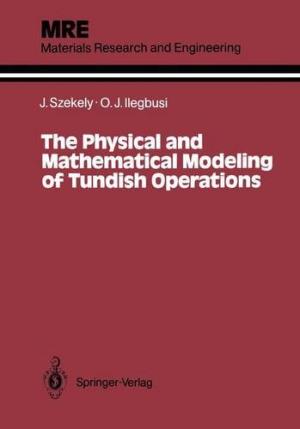 MRE
Materials Research and Engineering
J. Szekely · O. J. Ilegbusi
The Physical and
Mathematical Modeling
of Tundish Operations
Springer-Verlag